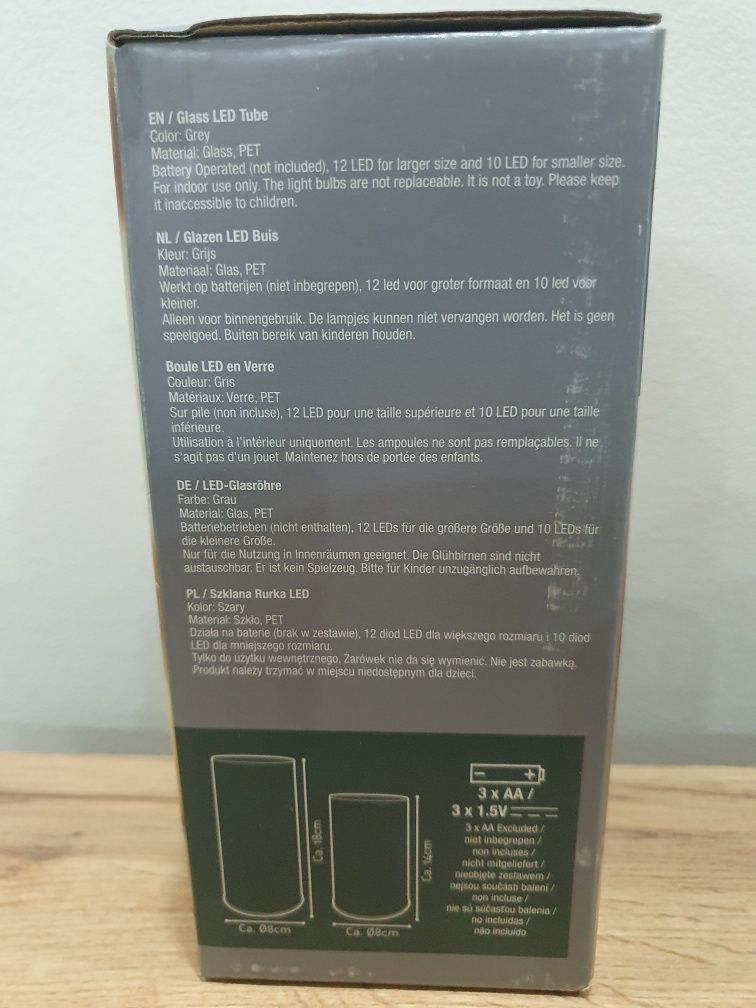 EN / Glass LED Tube
Color: Grey
Material: Glass, PET
Battery Operated (not included), 12 LED for larger size and 10 LED for smaller size.
For indoor use only. The light bulbs are not replaceable. It is not a toy. Please keep
it inaccessible to children.
NL / Glazen LED Buis
Kleur: Grijs
Materiaal: Glas, PET
Werkt op batterijen (niet inbegrepen), 12 led voor groter formaat en 10 led voor
kleiner.
Alleen voor binnengebruik. De lampjes kunnen niet vervangen worden. Het is geen
speelgoed. Buiten bereik van kinderen houden.
Boule LED en Verre
Couleur: Gris
Matériaux: Verre, PET
Sur pile (non incluse), 12 LED pour une taille supérieure et 10 LED pour une taille
inférieure.
Utilisation à l'intérieur uniquement. Les ampoules ne sont pas remplaçables. Il ne
s'agit pas d'un jouet. Maintenez hors de portée des enfants.
DE / LED-Glasröhre
Farbe: Grau
Material: Glas, PET
Batteriebetrieben (nicht enthalten), 12 LEDs für die größere Größe und 10 LEDs für
die kleinere Größe.
Nur für die Nutzung in Innenräumen geeignet. Die Glühbirnen sind nicht
austauschbar. Er ist kein Spielzeug. Bitte für Kinder unzugänglich aufbewahren.
PL / Szklana Rurka LED
Kolor: Szary
Materiał: Szkło, PET
Działa na baterie (brak w zestawie), 12 diod LED dla większego rozmiaru i 10 diod
LED dla mniejszego rozmiaru.
Tylko do użytku wewnętrznego. Żarówek nie da się wymienić. Nie jest zabawką.
Produkt należy trzymać w miejscu niedostępnym dla dzieci.
Ca. 18cm
Ca. Ø8cm
Ca. 14cm
Ca. Ø8cm
- +
3 x AA /
3 x 1.5V
3 x AA Excluded /
niet inbegrepen /
non incluses /
nicht mitgeliefert /
nieobjęte zestawem /
nejsou součástí balení /
non incluse /
nie sú súčasťou balenia /
no incluidas /
não incluído